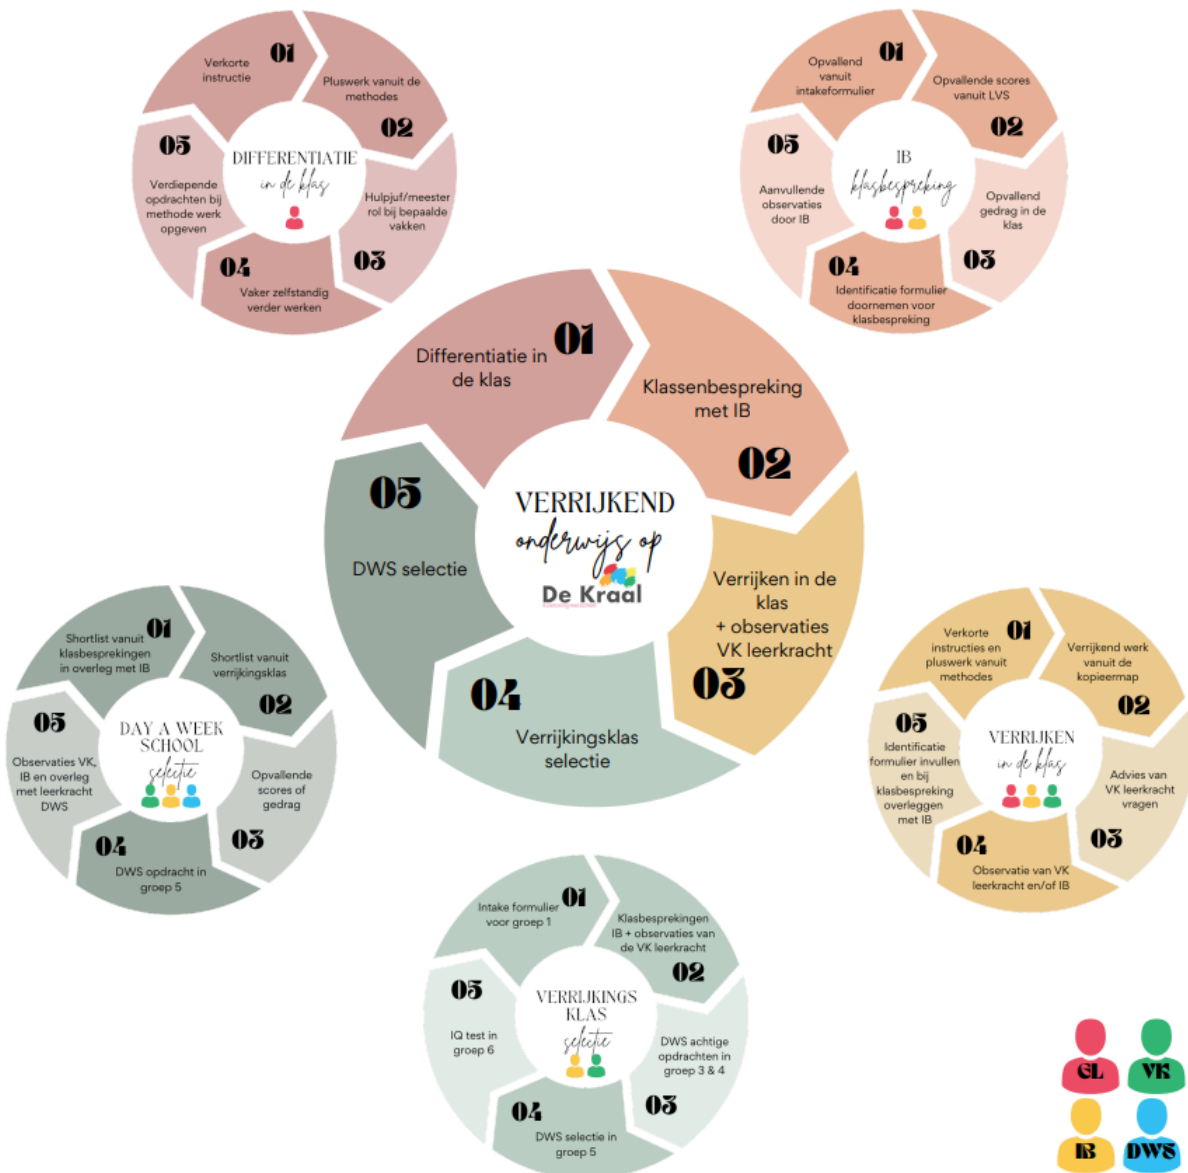 01
Verkorte
instructie
Pluswerk vanuit de
methodes
02
Hulpjuf/meester
rol bij bepaalde
vakken
03
04
Vaker zelfstandig
verder werken
05
Verdiepende
opdrachten bij
methode werk
opgeven
DIFFERENTIATIE
in de klas
01
Opvallend
vanuit
intakeformulier
Opvallende scores
vanuit LVS
02
Opvallend
gedrag in de
klas
03
04
Identificatie formulier
doornemen voor
klasbespreking
05
Aanvullende
observaties
door IB
IB
klasbespreking
01
Differentiatie in
de klas
Klassenbespreking
met IB
02
Verrijken in de
klas
+ observaties
VK leerkracht
03
04
Verrijkingsklas
selectie
05
DWS selectie
VERRIJKEND
onderwijs op
De Kraal
01
Shortlist vanuit
klasbesprekingen
in overleg met IB
Shortlist vanuit
verrijkingsklas
02
Opvallende
scores of
gedrag
03
04
DWS opdracht in
groep 5
05
Observaties VK,
IB en overleg
met leerkracht
DWS
DAY A WEEK
SCHOOL
selectie
01
Verkorte
instructies en
pluswerk vanuit
methodes
Verrijkend werk
vanuit de
kopieermap
02
Advies van
VK leerkracht
vragen
03
04
Observatie van VK
leerkracht en/of IB
05
Identificatie
formulier invullen
en bij
klasbespreking
overleggen
met IB
VERRIJKEN
in de klas
01
Intake formulier
voor groep 1
Klasbesprekingen
IB + observaties van
de VK leerkracht
02
DWS achtige
opdrachten in
groep 3 & 4
03
04
DWS selectie in
groep 5
05
IQ test in
groep 6
VERRIJKINGS
KLAS
selectie
GL
VK
IB
DWS